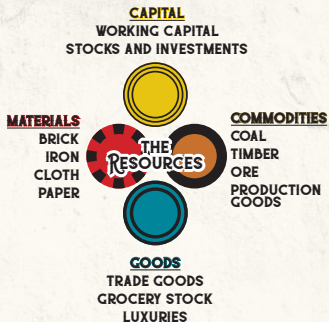 CAPITAL
WORKING CAPITAL
STOCKS AND INVESTMENTS
MATERIALS
BRICK
IRON
CLOTH
PAPER
THE
RESOURCES
COMMODITIES
COAL
TIMBER
ORE
PRODUCTION
GOODS
GOODS
TRADE GOODS
GROCERY STOCK
LUXURIES